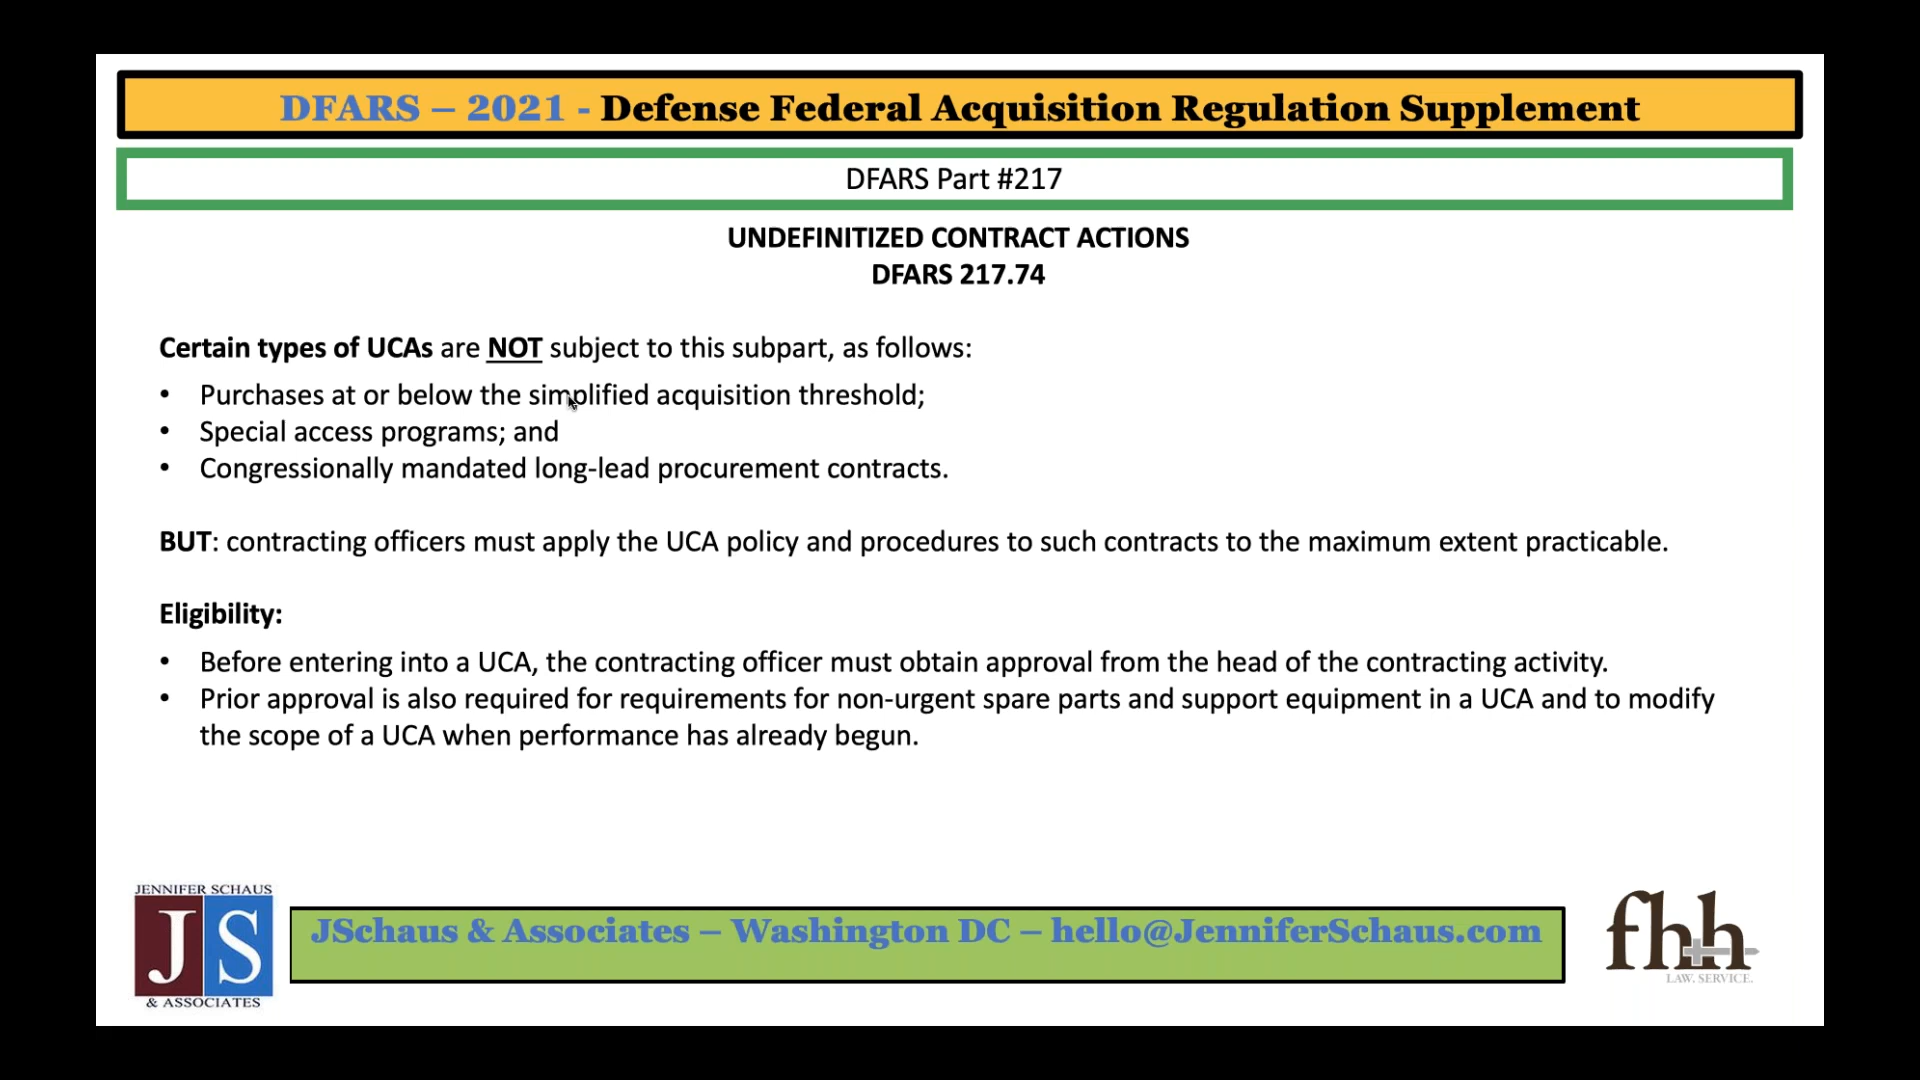 DFARS – 2021 - Defense Federal Acquisition Regulation Supplement
DFARS Part #217
UNDEFINITIZED CONTRACT ACTIONS
DFARS 217.74
Certain types of UCAs are NOT subject to this subpart, as follows:
• Purchases at or below the simplified acquisition threshold;
• Special access programs; and
• Congressionally mandated long-lead procurement contracts.
BUT: contracting officers must apply the UCA policy and procedures to such contracts to the maximum extent practicable.
Eligibility:
• Before entering into a UCA, the contracting officer must obtain approval from the head of the contracting activity.
• Prior approval is also required for requirements for non-urgent spare parts and support equipment in a UCA and to modify
the scope of a UCA when performance has already begun.
JENNIFER SCHAUS
JS
& ASSOCIATES
JSchaus & Associates – Washington DC – hello@JenniferSchaus.com
fhh
LAW. SERVICE.